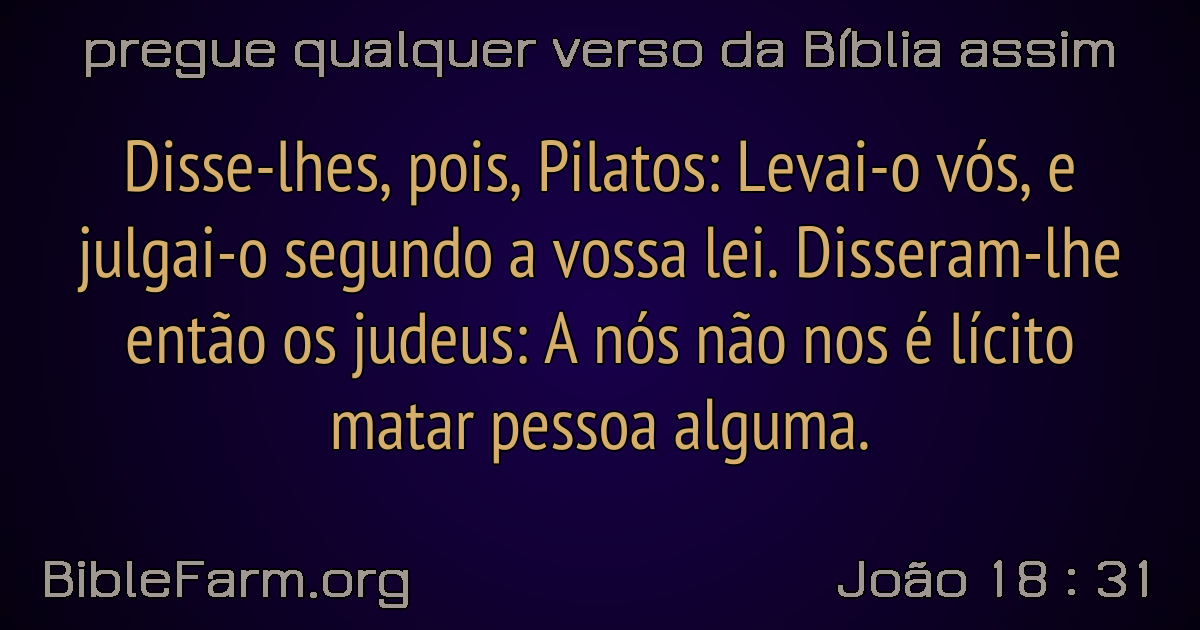 pregue qualquer verso da Bíblia assim
Disse-lhes, pois, Pilatos: Levai-o vós, e
julgai-o segundo a vossa lei. Disseram-lhe
então os judeus: A nós não nos é lícito
matar pessoa alguma.
BibleFarm.org
João 18 : 31